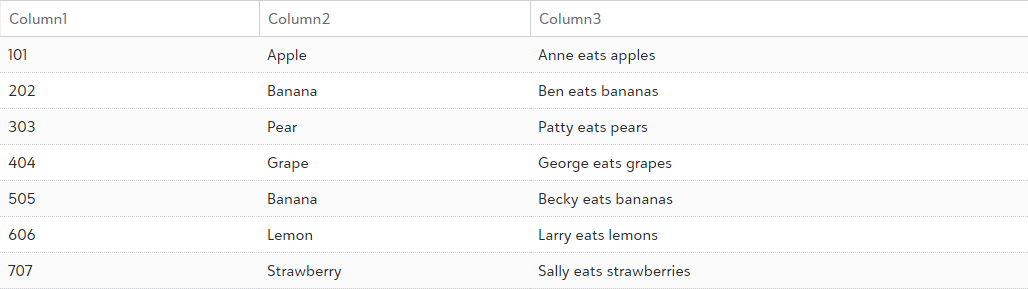 Column1 Column2 Column3
101 Apple Anne eats apples
202 Banana Ben eats bananas
303 Pear Patty eats pears
404 Grape George eats grapes
505 Banana Becky eats bananas
606 Lemon Larry eats lemons
707 Strawberry Sally eats strawberries